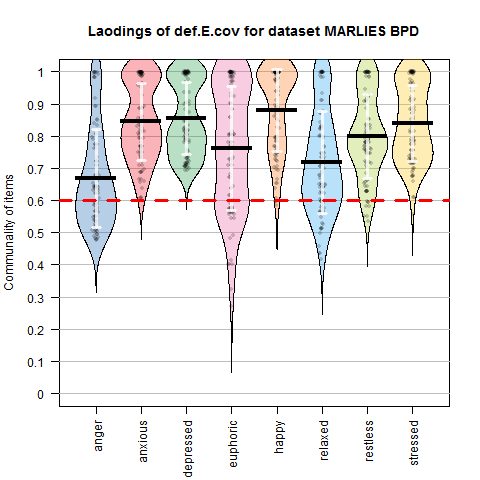 Laodings of def.E.cov for dataset MARLIES BPD
Communality of items
1
0.9
0.8
0.7
0.6
0.5
0.4
0.3
0.2
0.1
0
anger
anxious
depressed
euphoric
happy
relaxed
restless
stressed